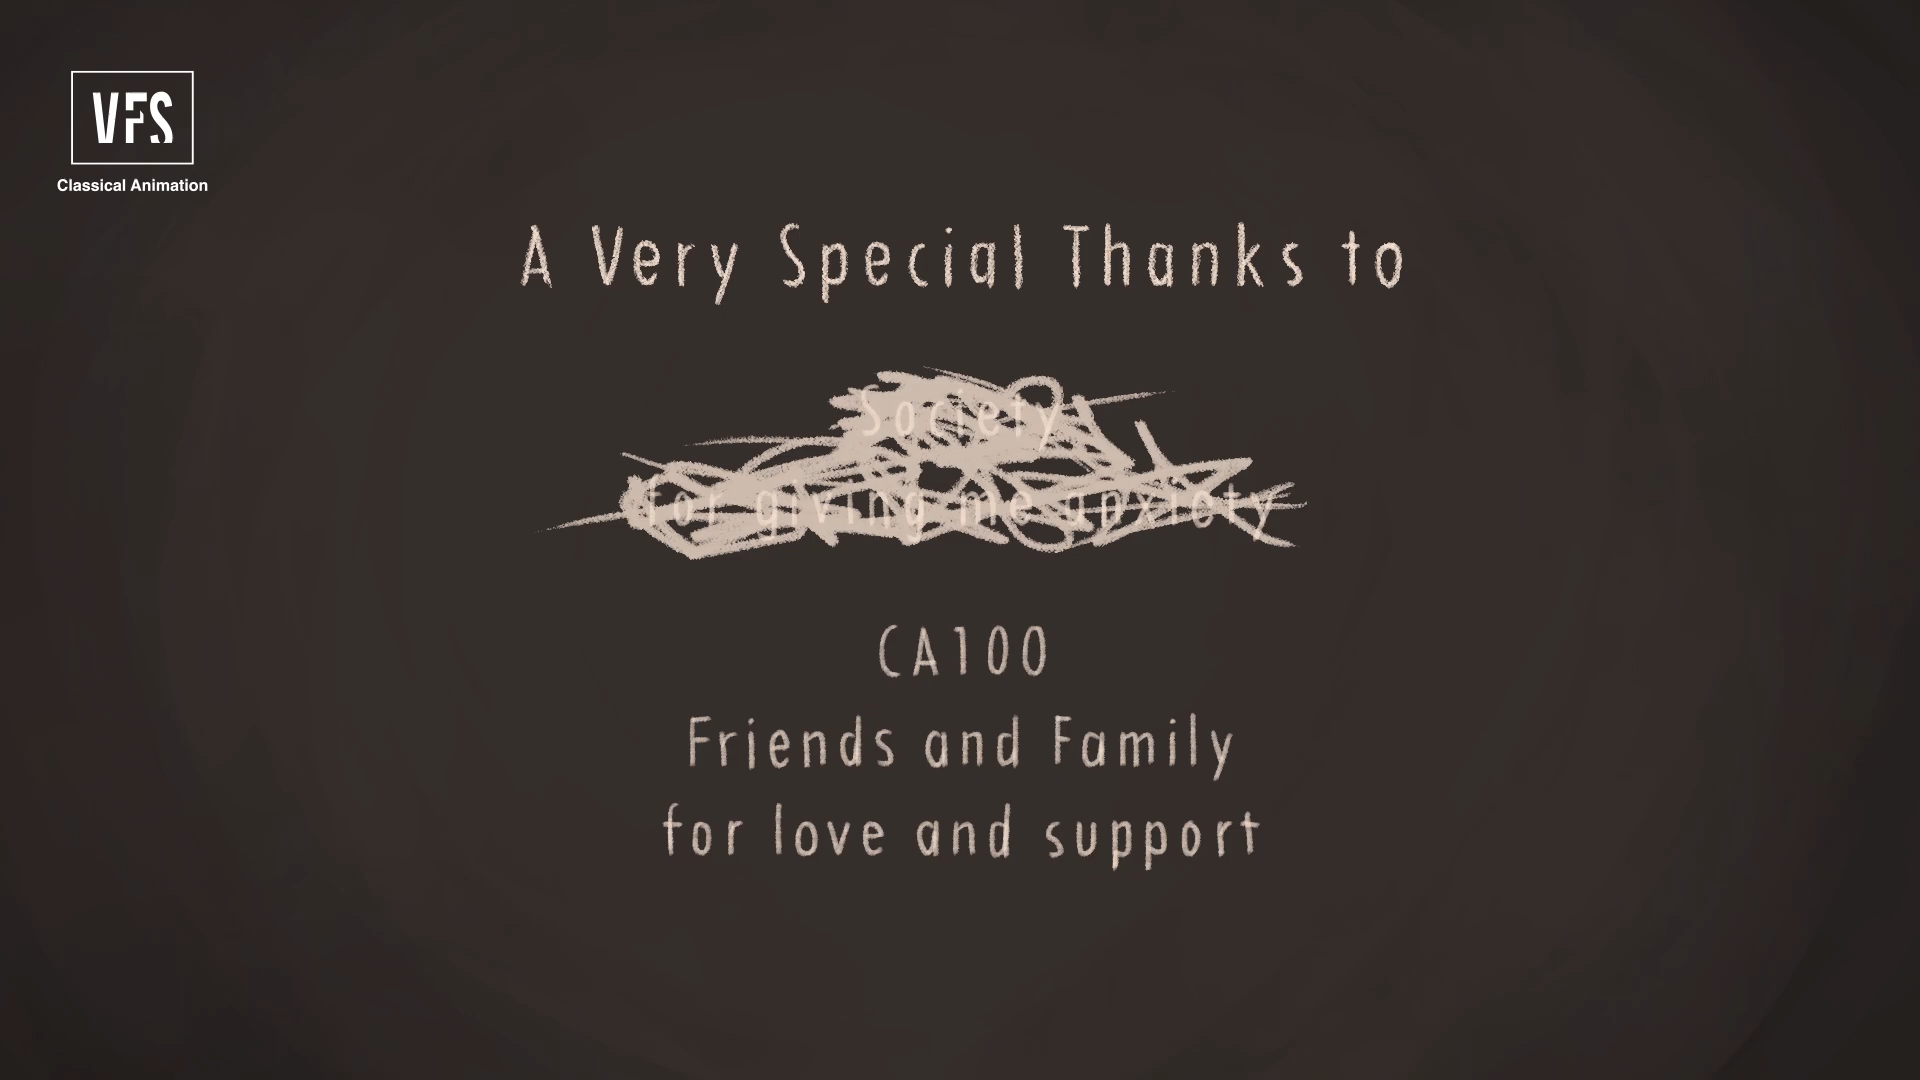 VFS
Classical Animation
A Very Special Thanks to
Society
for giving me anxiety
CA100
Friends and Family
for love and support